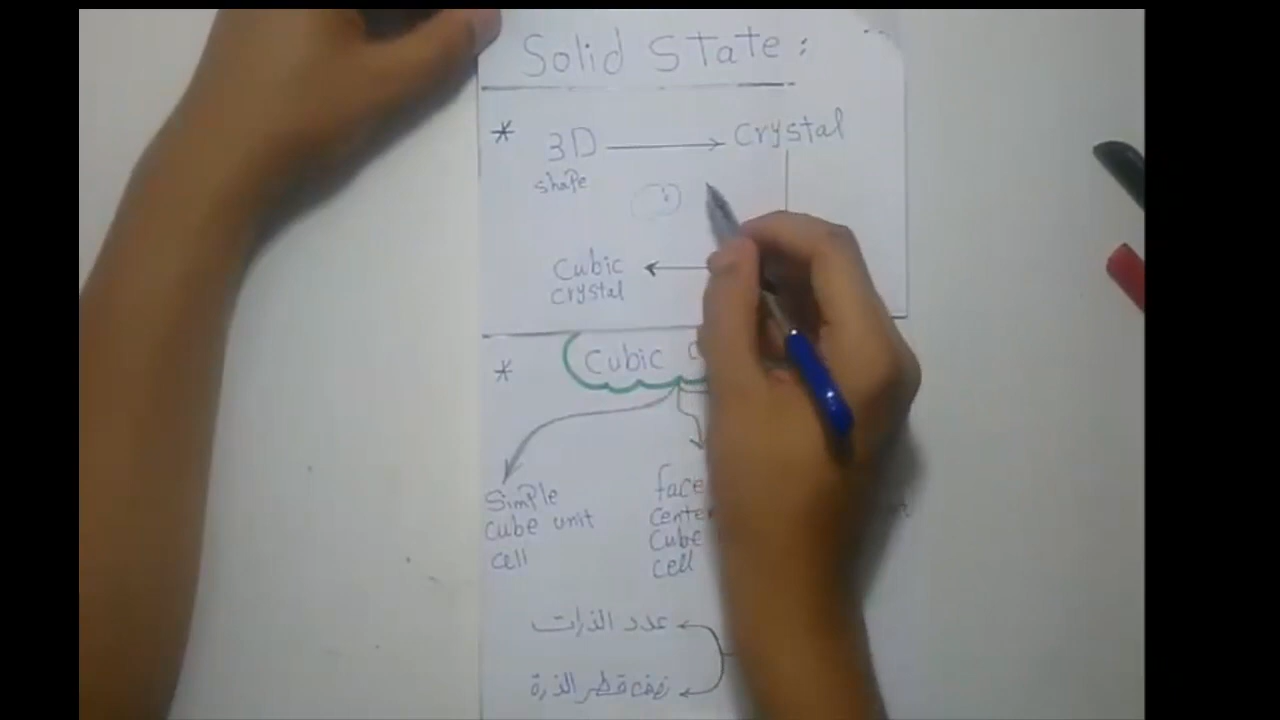 Solid State:
* 3D → Crystal
shape
Cubic ←
crystal
* Cubic
Simple
cube unit
cell
face
center
Cube
cell
عدد الذرات
نصف قطر الذرة